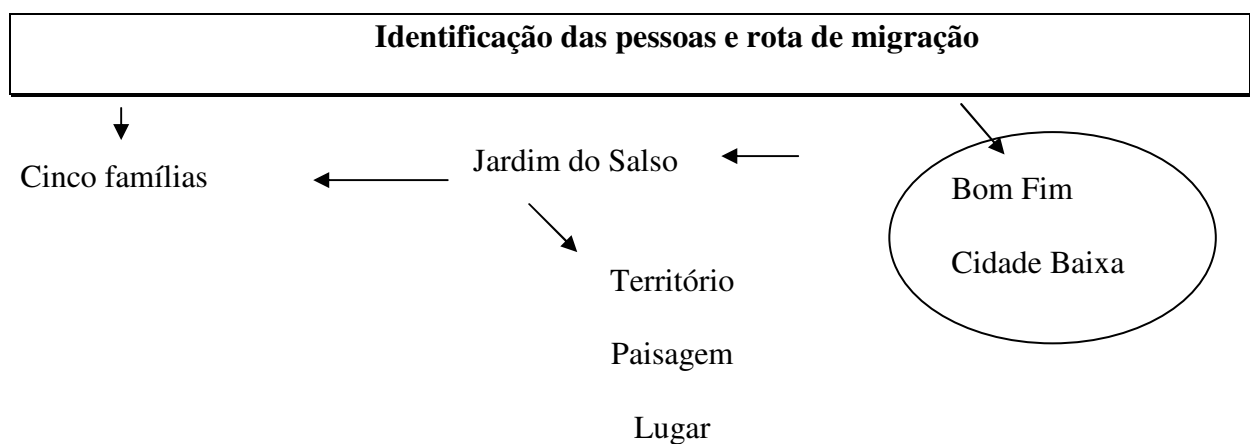 Identificação das pessoas e rota de migração
Cinco famílias
Jardim do Salso
Bom Fim
Cidade Baixa
Território
Paisagem
Lugar